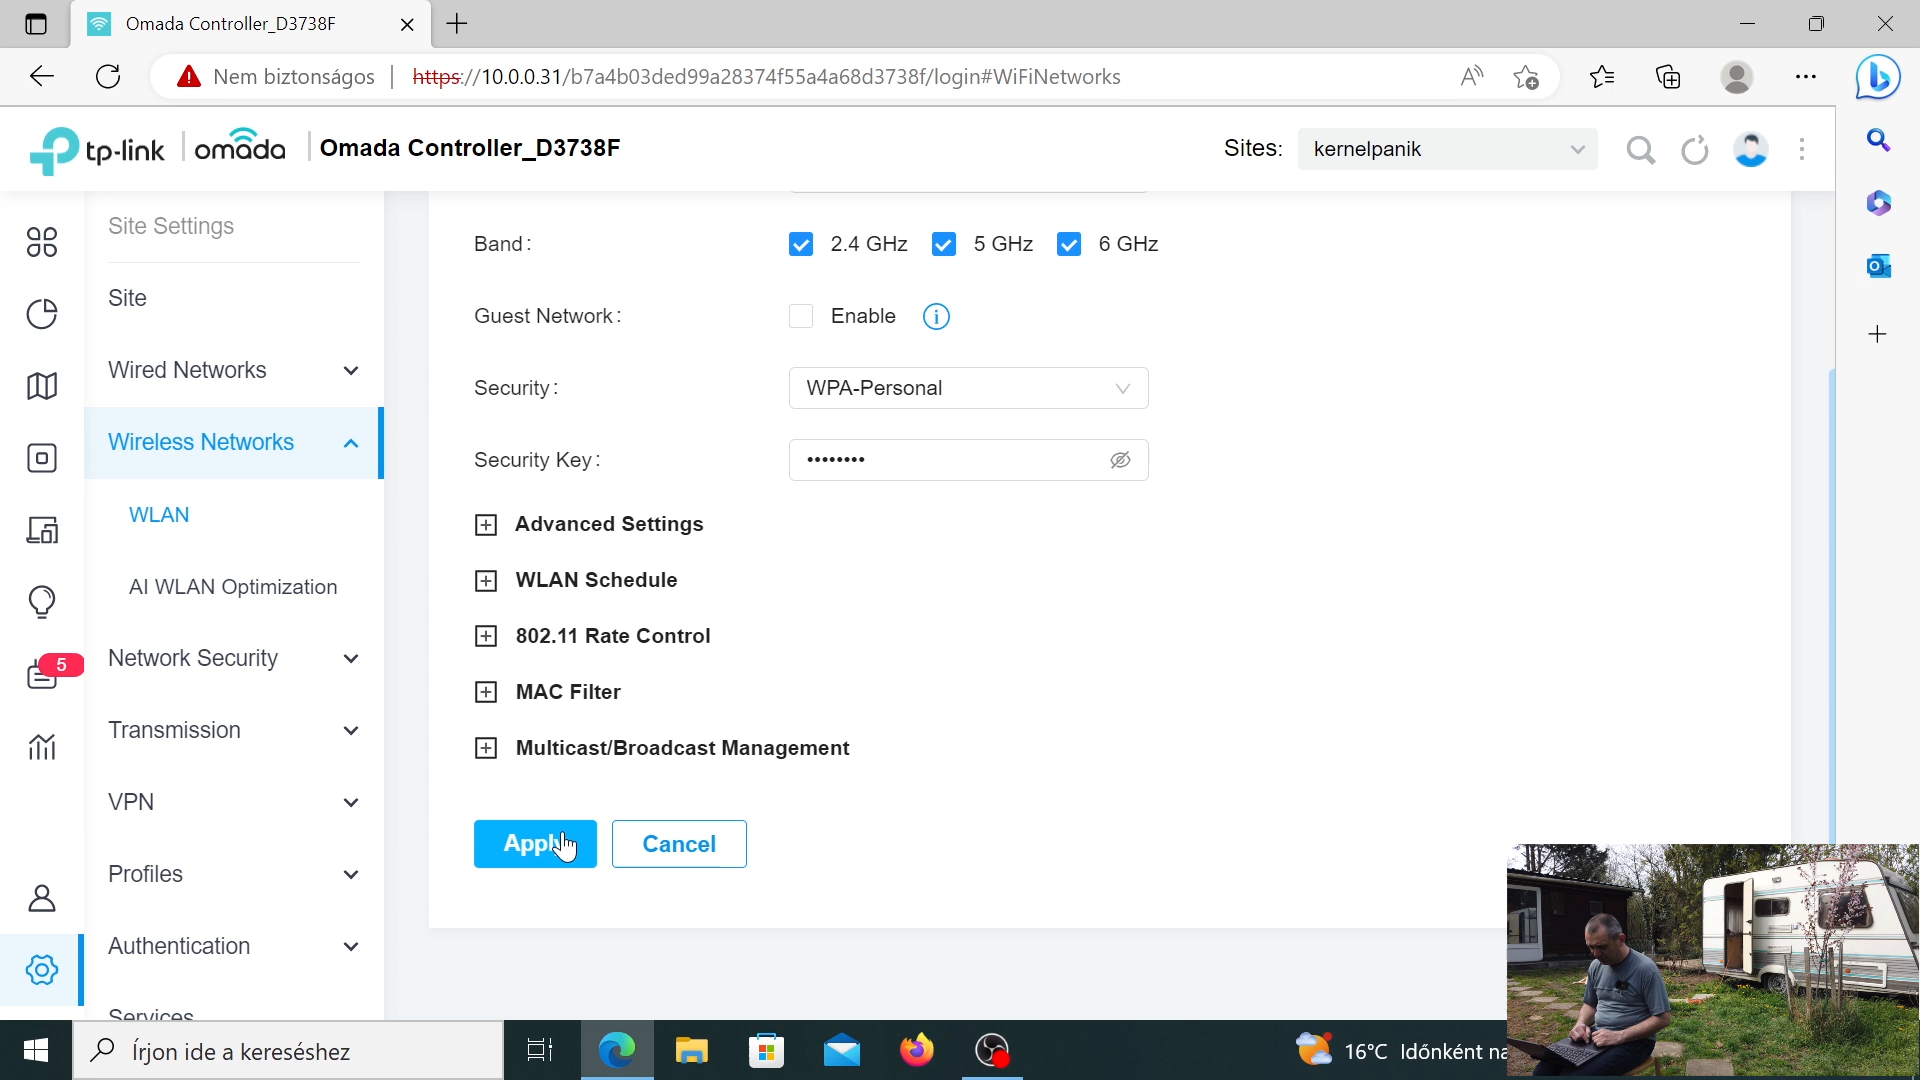 Omada Controller_D3738F
Nem biztonságos
https://10.0.0.31/b7a4b03ded99a28374f55a4a68d3738f/login#WiFiNetworks
tp-link
omada
Omada Controller_D3738F
Sites:
kernelpanik
Site Settings
Site
Wired Networks
Wireless Networks
WLAN
AI WLAN Optimization
Network Security
5
Transmission
VPN
Profiles
Authentication
Services
Band:
2.4 GHz
5 GHz
6 GHz
Guest Network:
Enable
Security:
WPA-Personal
Security Key:
••••••••
Advanced Settings
WLAN Schedule
802.11 Rate Control
MAC Filter
Multicast/Broadcast Management
Apply
Cancel
Írjon ide a kereséshez
16°C Időnként na